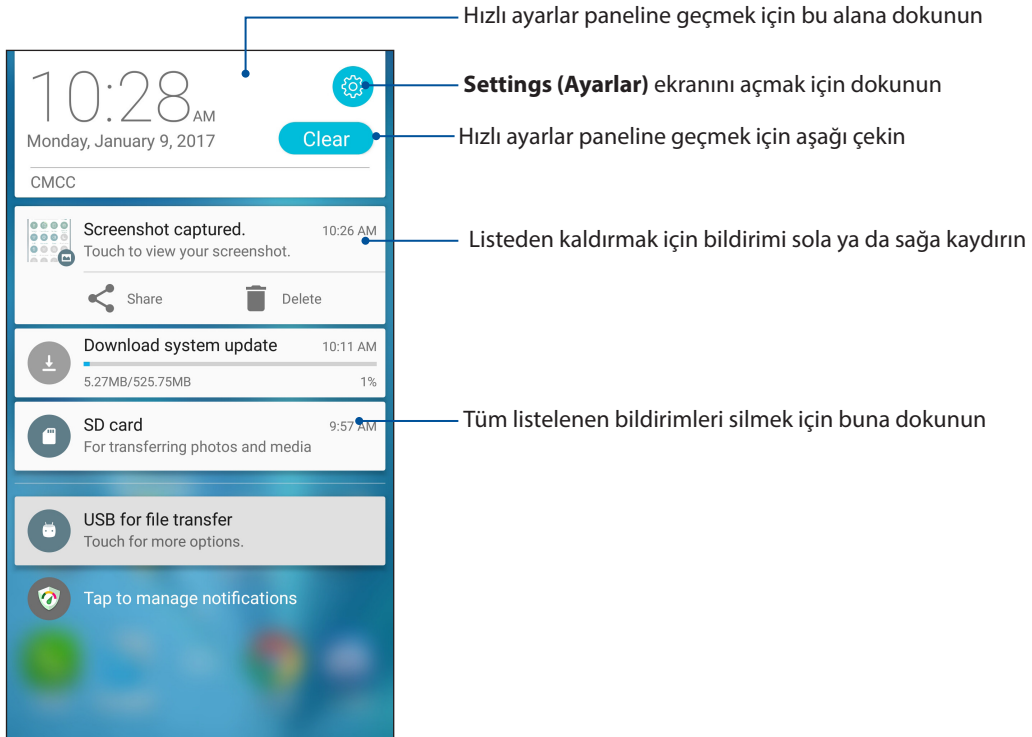 Hızlı ayarlar paneline geçmek için bu alana dokunun
10:28 AM
Settings (Ayarlar) ekranını açmak için dokunun
Monday, January 9, 2017
Clear
Hızlı ayarlar paneline geçmek için aşağı çekin
CMCC
Screenshot captured.
10:26 AM
Listeden kaldırmak için bildirimi sola ya da sağa kaydırın
Touch to view your screenshot.
Share
Delete
Download system update
10:11 AM
5.27MB/525.75MB
1%
SD card
9:57 AM
Tüm listelenen bildirimleri silmek için buna dokunun
For transferring photos and media
USB for file transfer
Touch for more options.
Tap to manage notifications